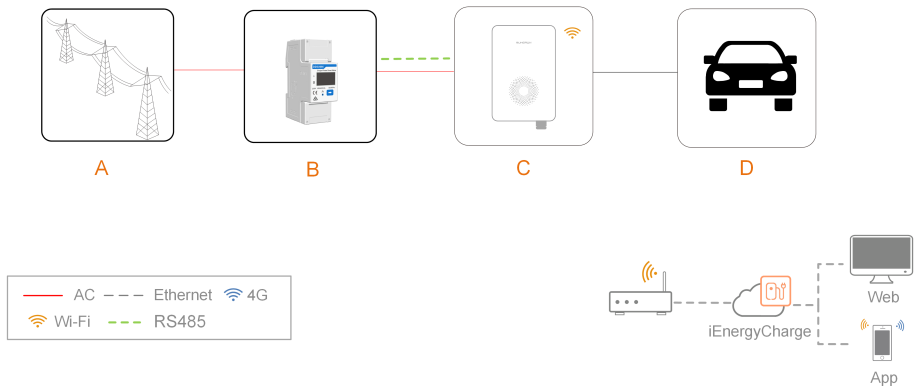 A
B
C
D
AC
Ethernet
4G
Wi-Fi
RS485
iEnergyCharge
Web
App